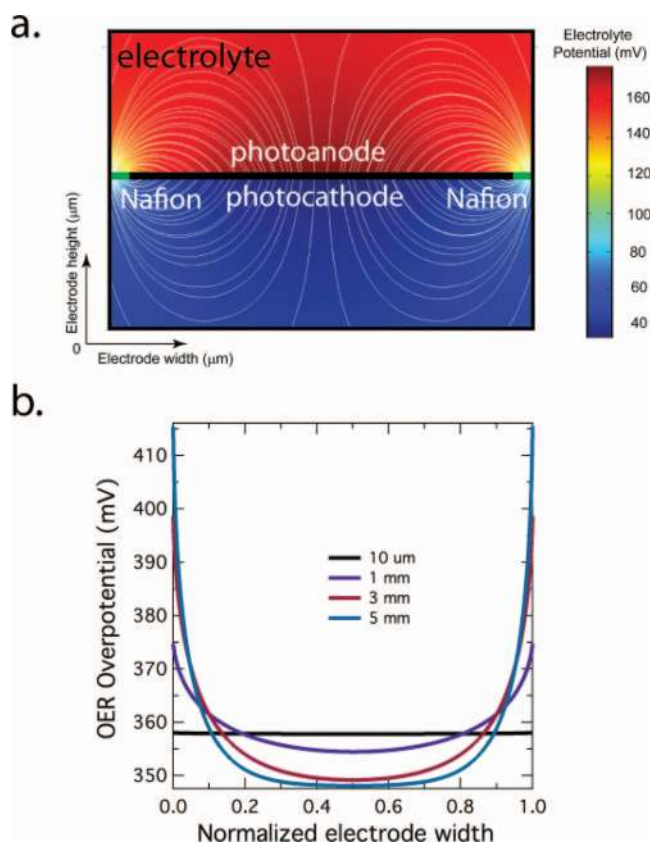 a.
electrolyte
photoanode
Nafion
photocathode
Nafion
Electrode height (μm)
0
Electrode width (μm)
Electrolyte
Potential (mV)
160
140
120
100
80
60
40
b.
OER Overpotential (mV)
410
400
390
380
370
360
350
10 um
1 mm
3 mm
5 mm
0.0
0.2
0.4
0.6
0.8
1.0
Normalized electrode width